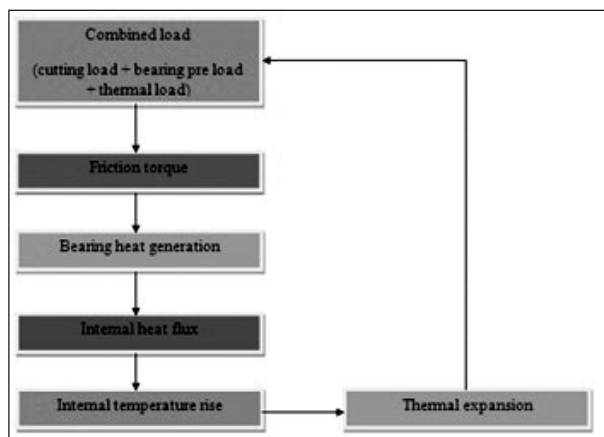 Combined load
(cutting load + bearing pre load
+ thermal load)
Friction torque
Bearing heat generation
Internal heat flux
Internal temperature rise
Thermal expansion